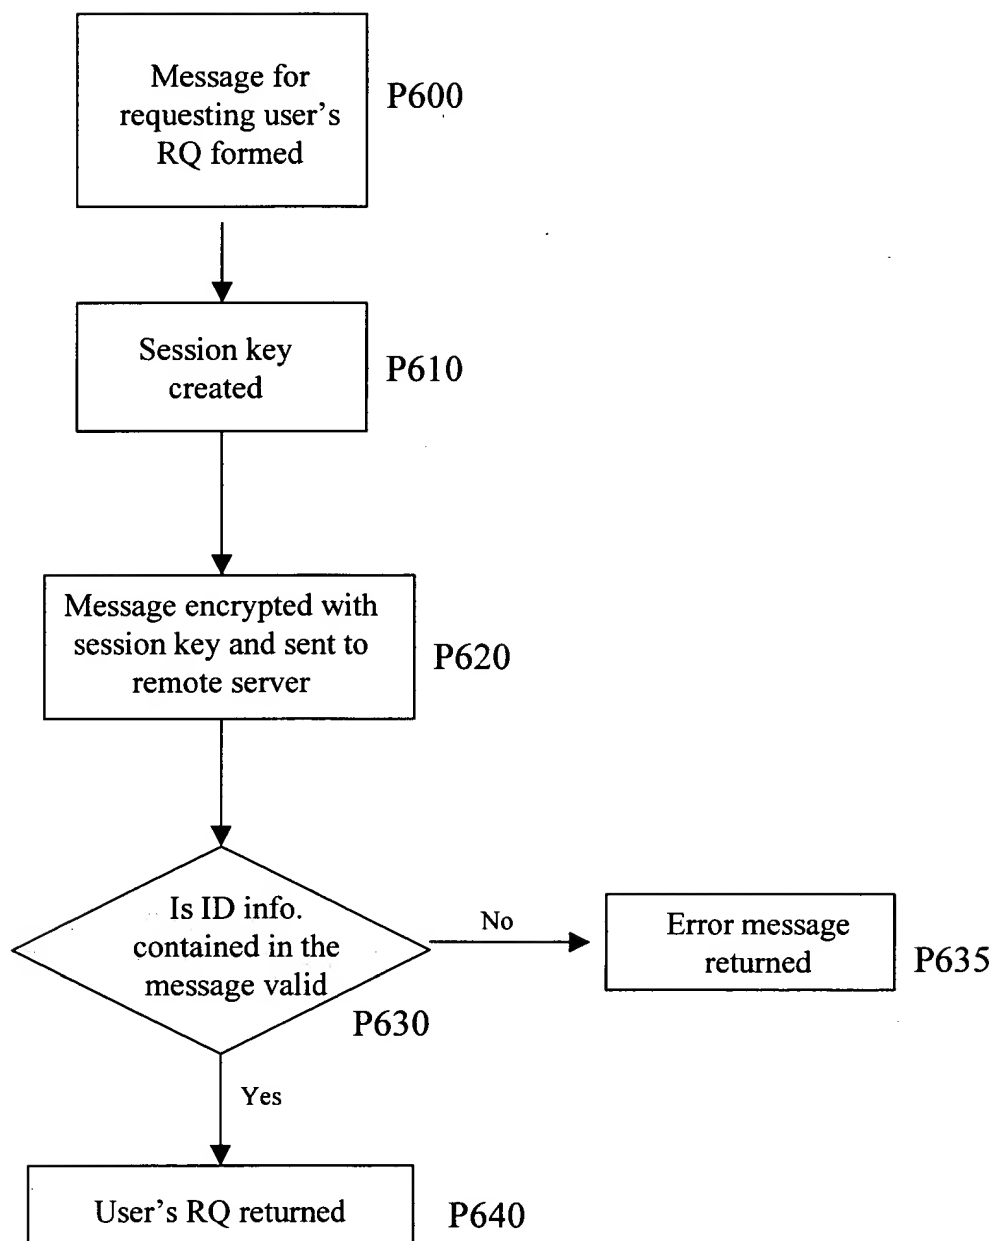 Message for
requesting user's
RQ formed
P600
Session key
created
P610
Message encrypted with
session key and sent to
remote server
P620
Is ID info.
contained in the
message valid
P630
No
Error message
returned
P635
Yes
User's RQ returned
P640